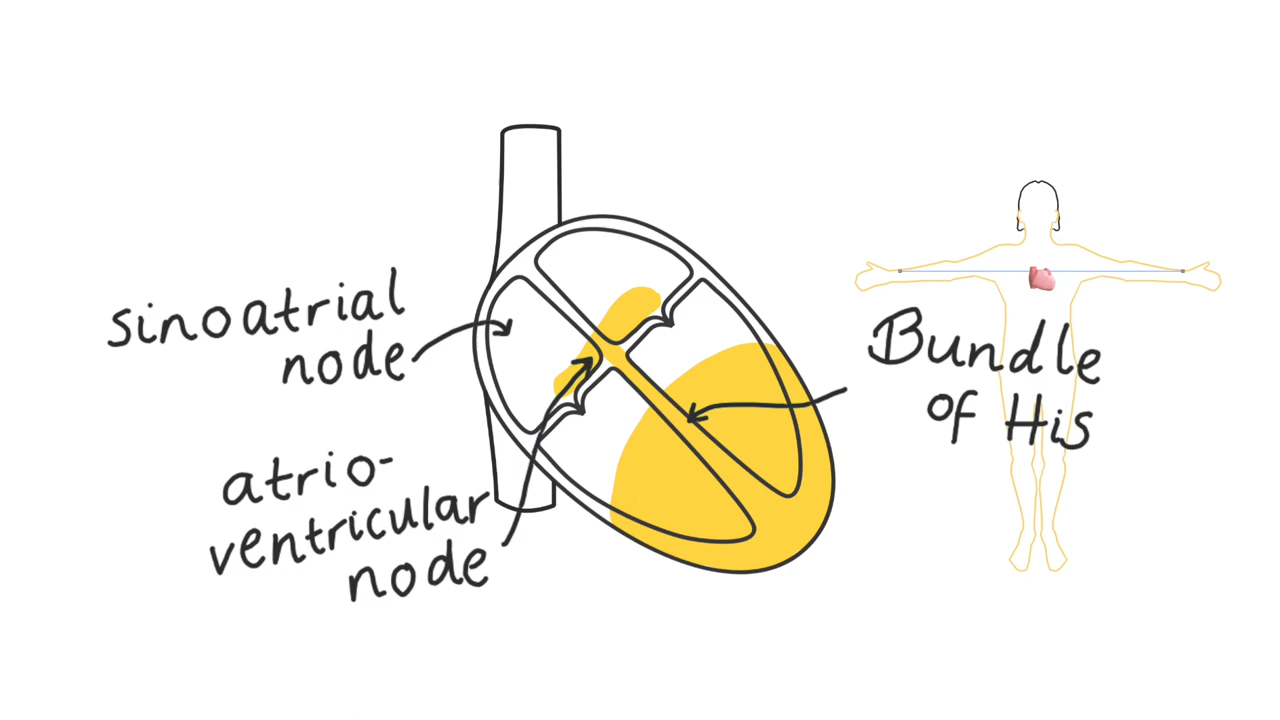 sinoatrial
node
atrio-
ventricular
node
Bundle
of His